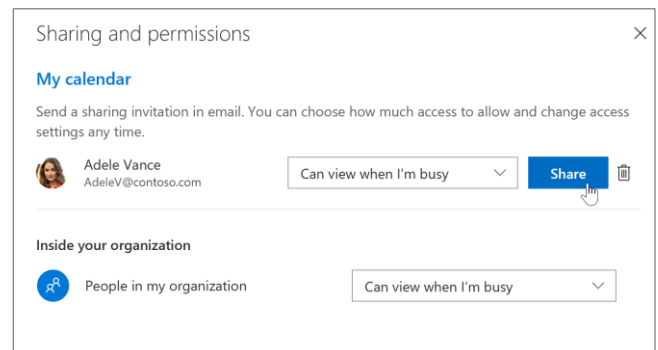 Sharing and permissions
My calendar
Send a sharing invitation in email. You can choose how much access to allow and change access
settings any time.
Adele Vance
AdeleV@contoso.com
Can view when I'm busy
Share
Inside your organization
People in my organization
Can view when I'm busy